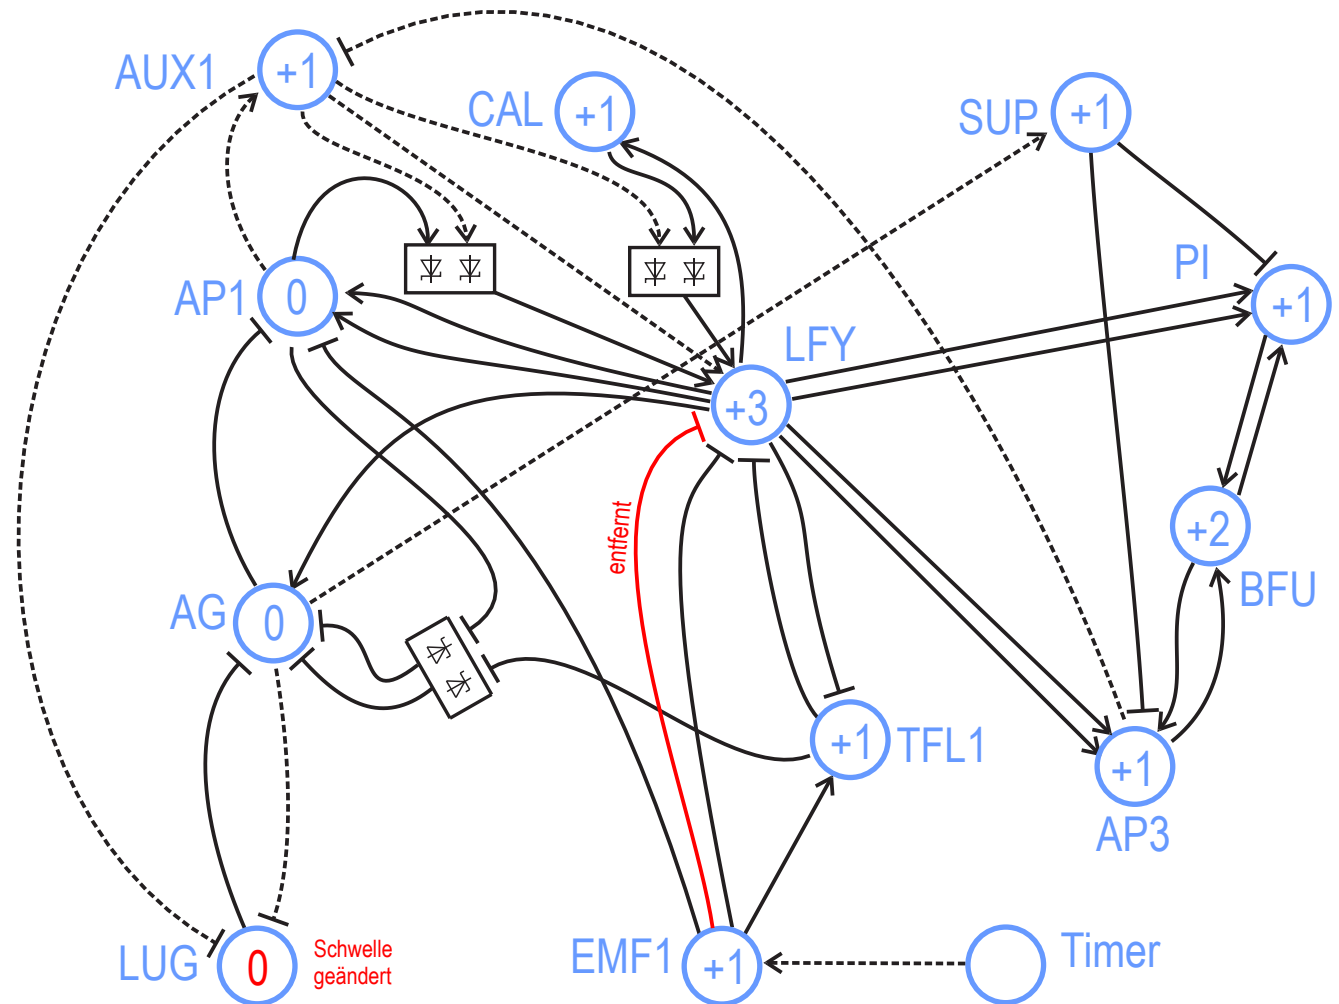 AUX1
+1
CAL
+1
SUP
+1
PI
+1
AP1
0
LFY
+3
entfernt
+2
BFU
AG
0
+1
TFL1
+1
AP3
LUG
0
Schwelle
geändert
EMF1
+1
Timer